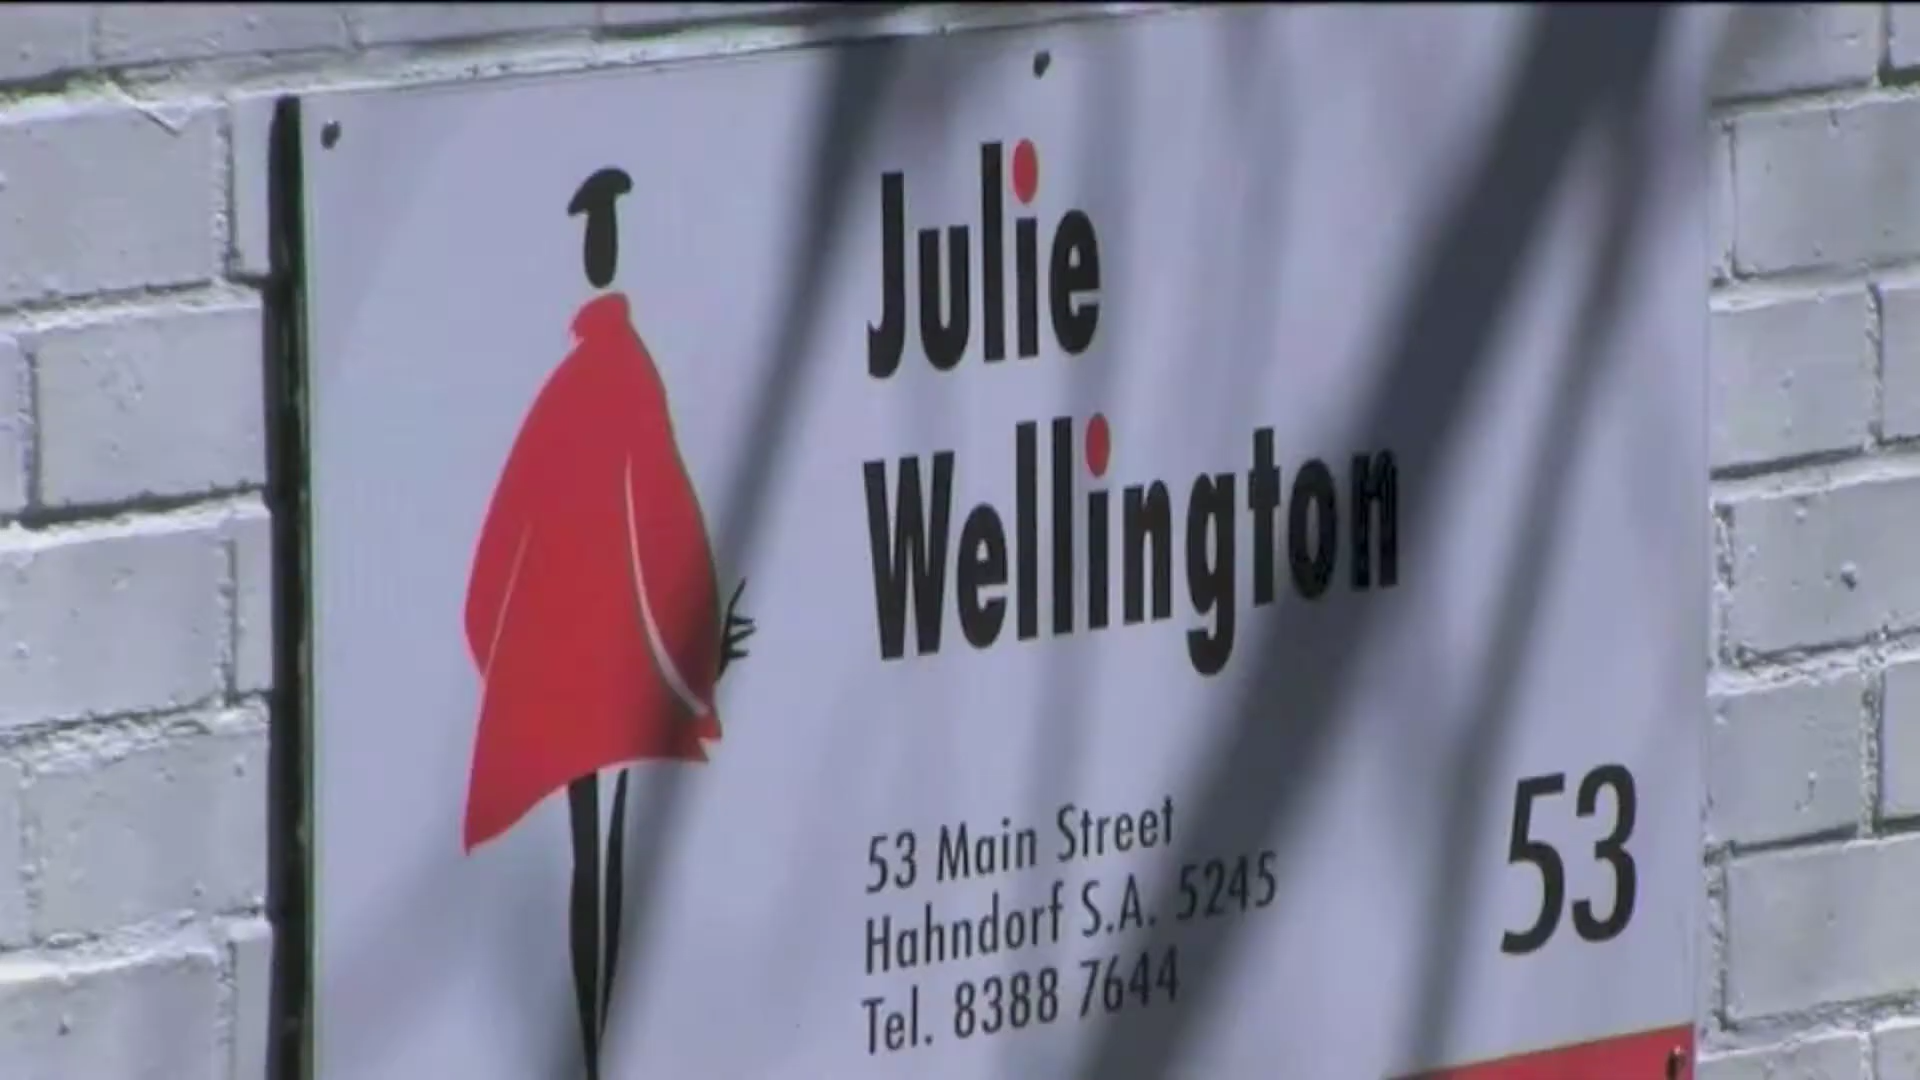 Julie
Wellington
53 Main Street
Hahndorf S.A. 5245
Tel. 8388 7644
53